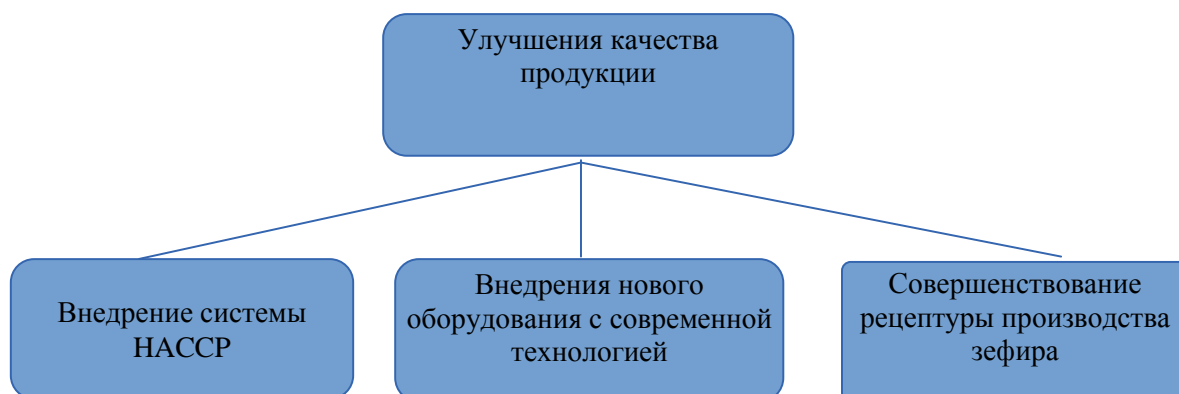 Улучшения качества
продукции
Внедрение системы
НАССР
Внедрения нового
оборудования с современной
технологией
Совершенствование
рецептуры производства
зефира